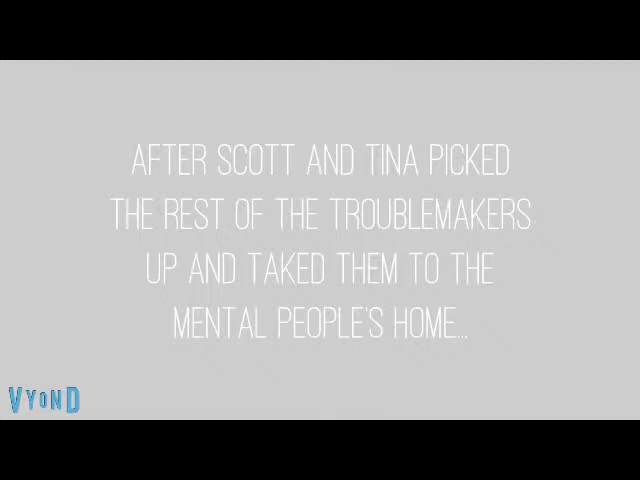 AFTER SCOTT AND TINA PICKED
THE REST OF THE TROUBLEMAKERS
UP AND TAKED THEM TO THE
MENTAL PEOPLE'S HOME...
VYOND